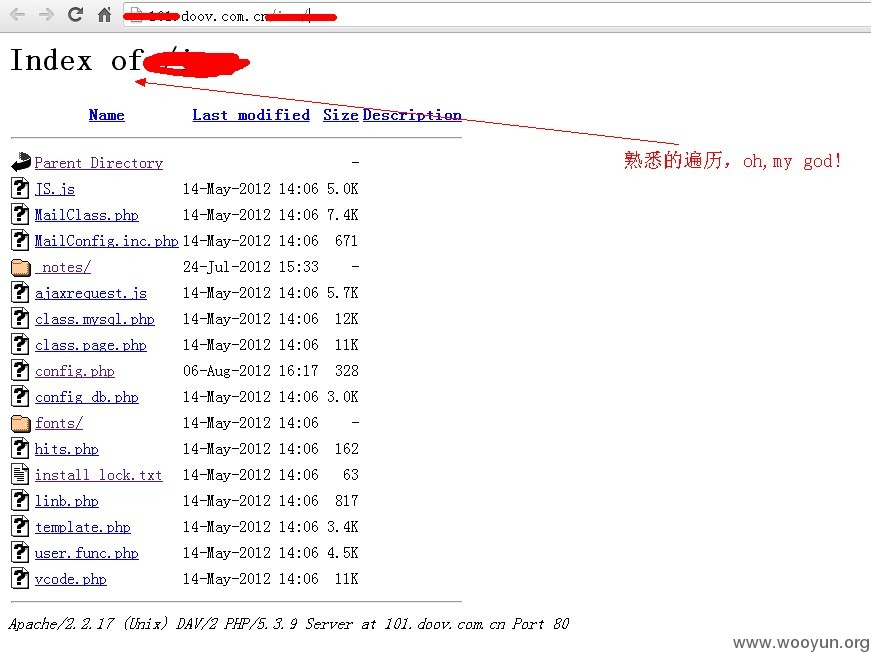 101.doov.com.cn
Index of
Name Last modified Size Description
Parent Directory -
JS.js 14-May-2012 14:06 5.0K
MailClass.php 14-May-2012 14:06 7.4K
MailConfig.inc.php 14-May-2012 14:06 671
_notes/ 24-Jul-2012 15:33 -
ajaxrequest.js 14-May-2012 14:06 5.7K
class.mysql.php 14-May-2012 14:06 12K
class.page.php 14-May-2012 14:06 11K
config.php 06-Aug-2012 16:17 328
config_db.php 14-May-2012 14:06 3.0K
fonts/ 14-May-2012 14:06 -
hits.php 14-May-2012 14:06 162
install_lock.txt 14-May-2012 14:06 63
linb.php 14-May-2012 14:06 817
template.php 14-May-2012 14:06 3.4K
user.func.php 14-May-2012 14:06 4.5K
vcode.php 14-May-2012 14:06 11K
熟悉的遍历，oh,my god!
Apache/2.2.17 (Unix) DAV/2 PHP/5.3.9 Server at 101.doov.com.cn Port 80
www.wooyun.org